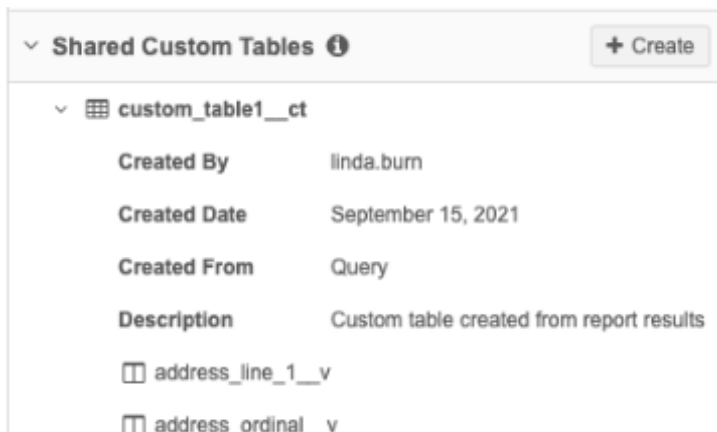 Shared Custom Tables + Create
custom_table1__ct
Created By linda.burn
Created Date September 15, 2021
Created From Query
Description Custom table created from report results
address_line_1__v
address_ordinal__v